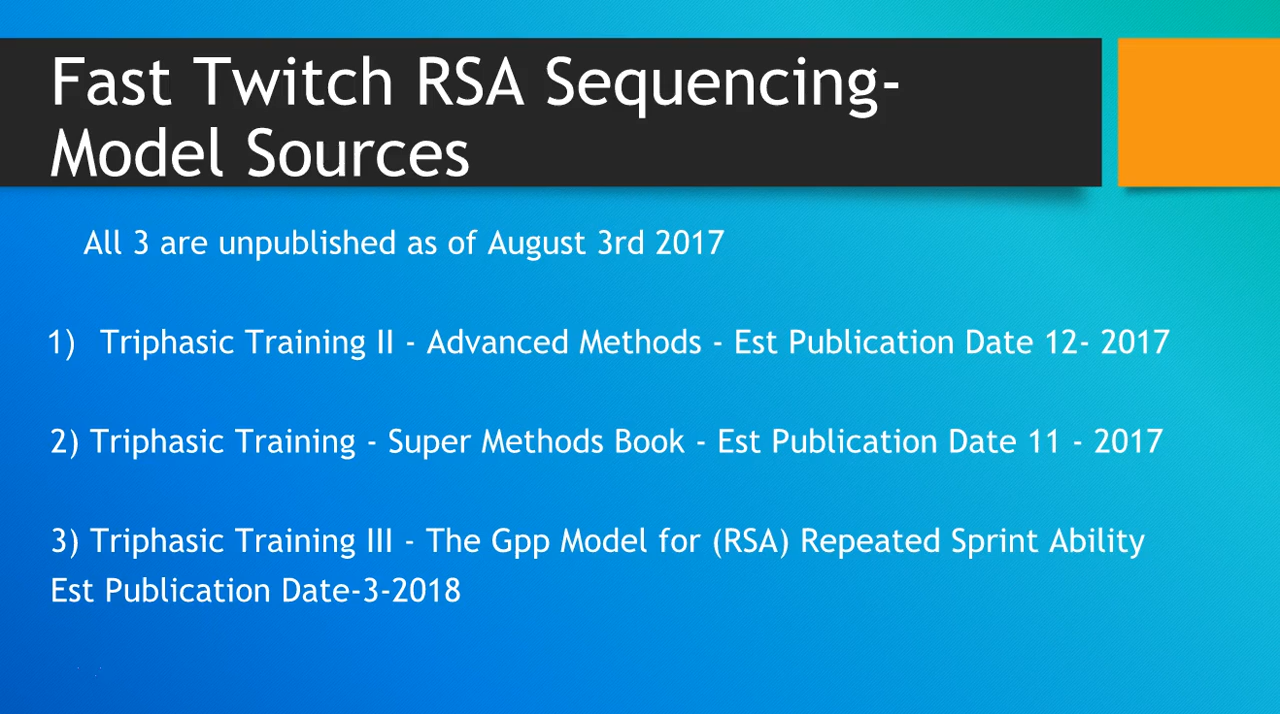 Fast Twitch RSA Sequencing-
Model Sources
All 3 are unpublished as of August 3rd 2017
1) Triphasic Training II - Advanced Methods - Est Publication Date 12- 2017
2) Triphasic Training - Super Methods Book - Est Publication Date 11 - 2017
3) Triphasic Training III - The Gpp Model for (RSA) Repeated Sprint Ability
Est Publication Date-3-2018